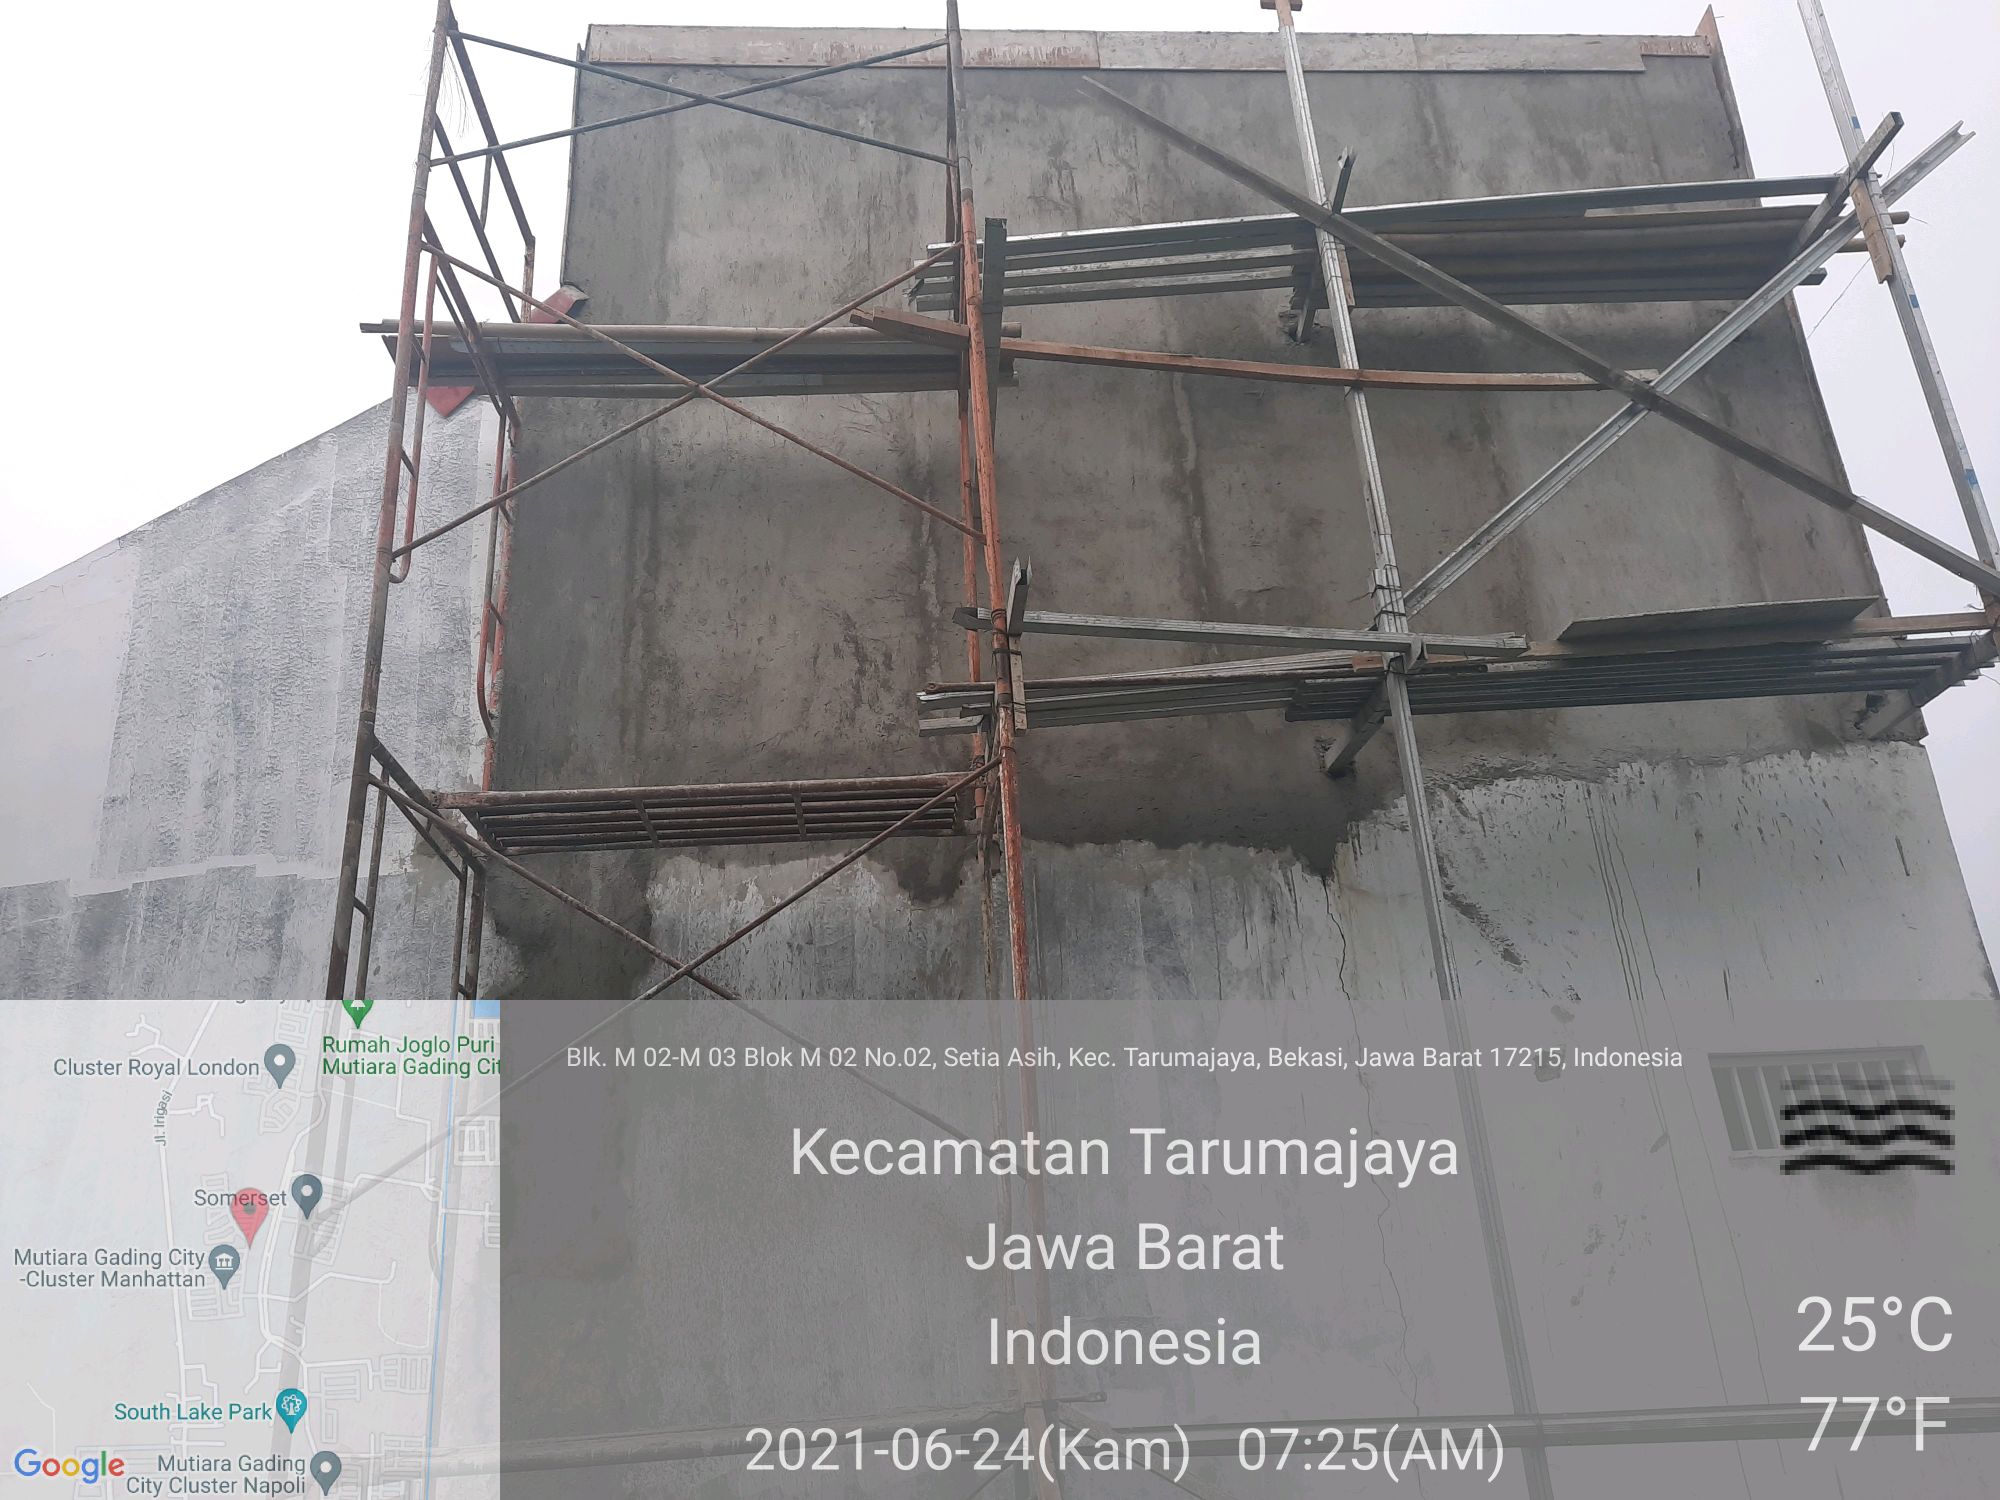 Rumah Joglo Puri
Mutiara Gading Cit
Cluster Royal London
Jl. Irigasi
Somerset
Mutiara Gading City
-Cluster Manhattan
South Lake Park
Mutiara Gading
City Cluster Napoli
Google
Blk. M 02-M 03 Blok M 02 No.02, Setia Asih, Kec. Tarumajaya, Bekasi, Jawa Barat 17215, Indonesia
Kecamatan Tarumajaya
Jawa Barat
Indonesia
2021-06-24(Kam) 07:25(AM)
25°C
77°F